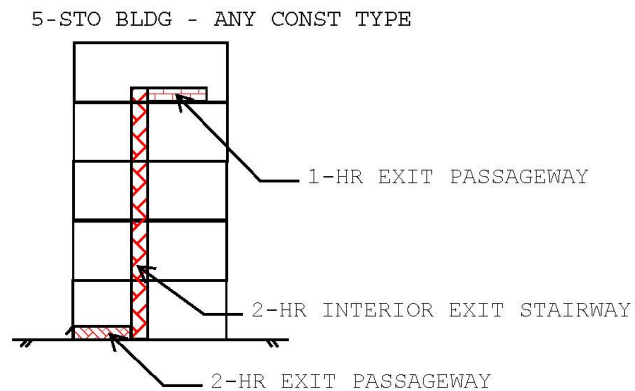 5-STO BLDG - ANY CONST TYPE
1-HR EXIT PASSAGEWAY
2-HR INTERIOR EXIT STAIRWAY
2-HR EXIT PASSAGEWAY